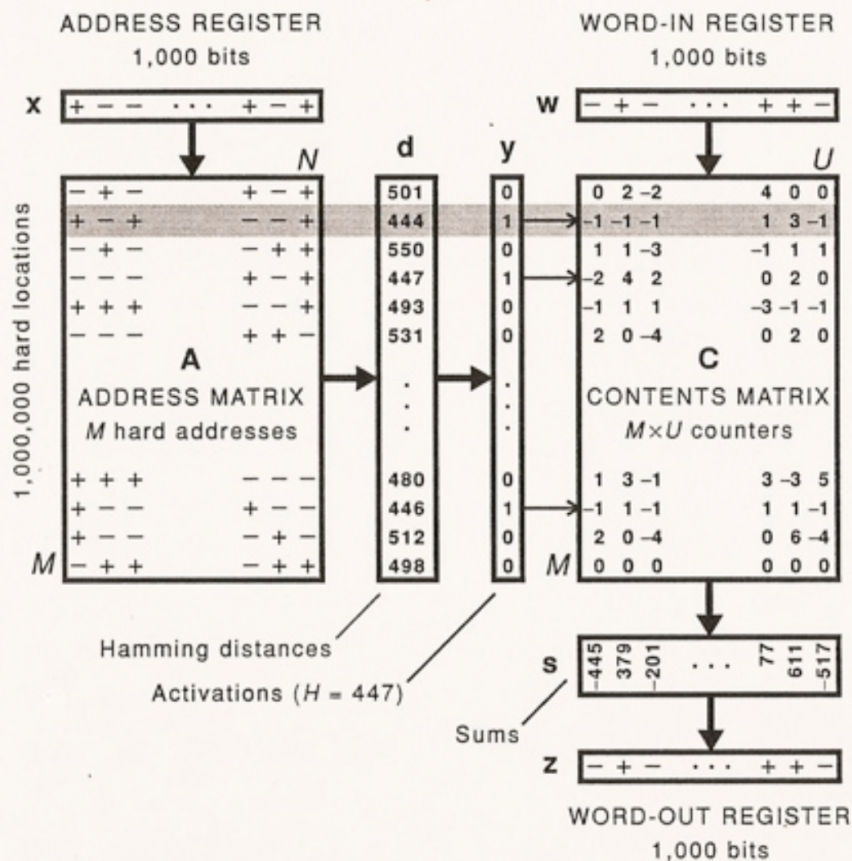 ADDRESS REGISTER
1,000 bits
x + − − · · · + − +
WORD-IN REGISTER
1,000 bits
w − + − · · · + + −
N d y U
1,000,000 hard locations
− + − + − + 501 0 0 2 −2 4 0 0
+ − + − − + 444 1 −1 −1 −1 1 3 −1
− + − − + + 550 0 1 1 −3 −1 1 1
− − − + − + 447 1 −2 4 2 0 2 0
+ + + − − + 493 0 −1 1 1 −3 −1 −1
− − − + + − 531 0 2 0 −4 0 2 0
A
ADDRESS MATRIX
M hard addresses
· · ·
· · ·
C
CONTENTS MATRIX
M×U counters
+ + + − − − 480 0 1 3 −1 3 −3 5
+ − − + − − 446 1 −1 1 −1 1 1 −1
+ − − − + − 512 0 2 0 −4 0 6 −4
M − + + − + + 498 0 M 0 0 0 0 0 0
Hamming distances
Activations (H = 447)
Sums
s −445 379 −201 · · · 77 611 −517
z − + − · · · + + −
WORD-OUT REGISTER
1,000 bits